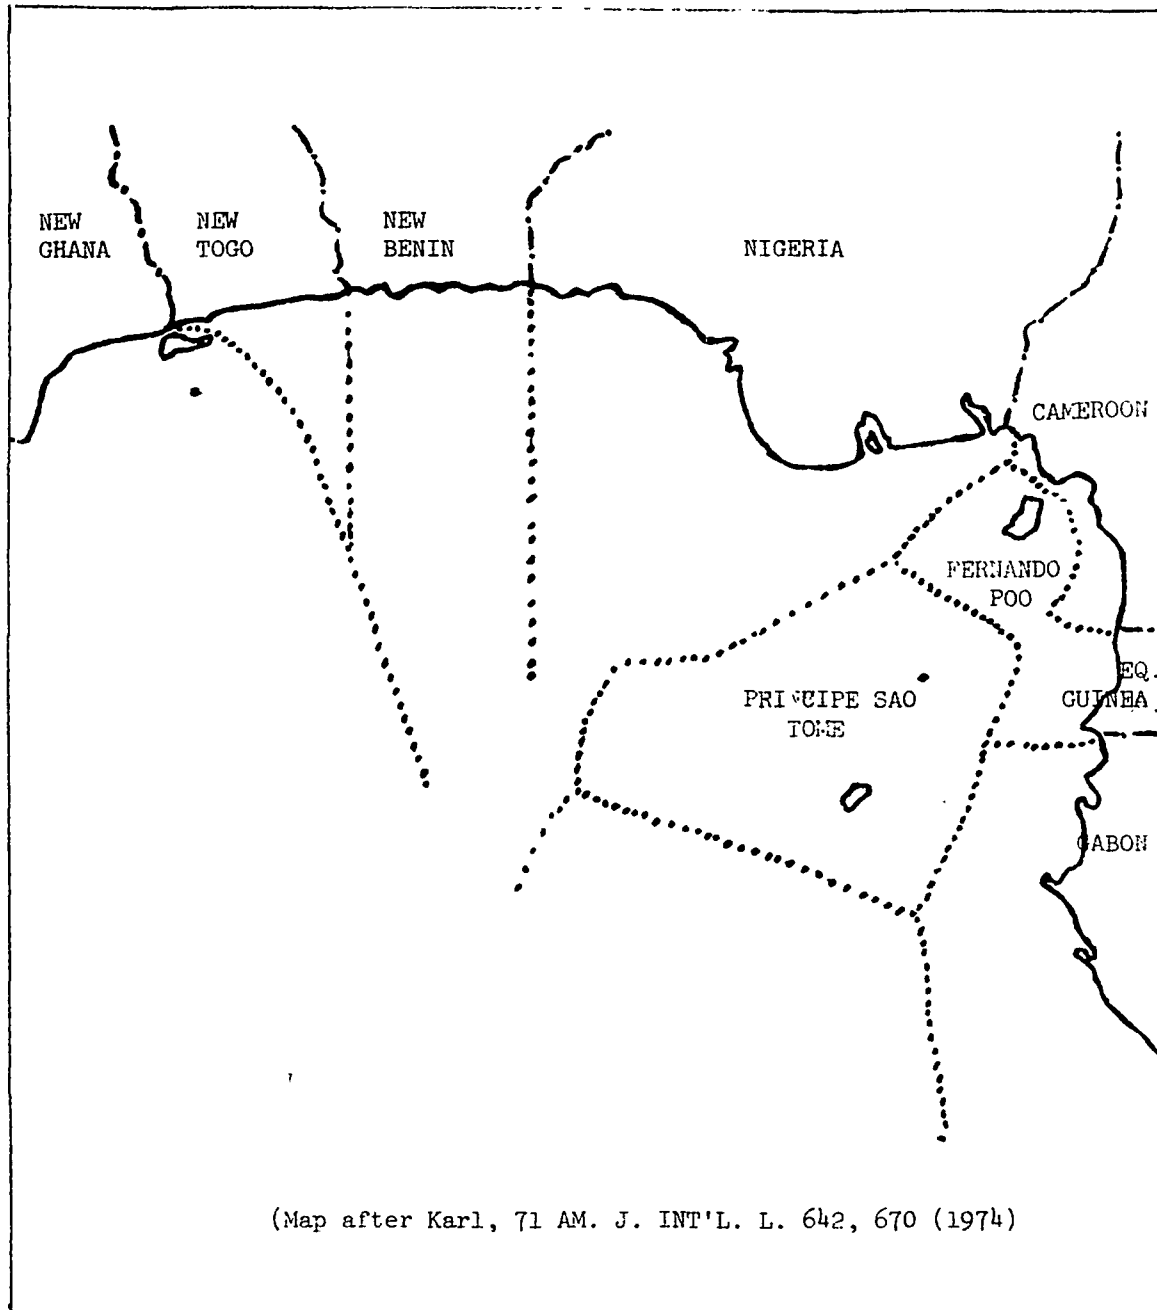 NEW
GHANA
NEW
TOGO
NEW
BENIN
NIGERIA
CAMEROON
FERNANDO
POO
EQ.
GUINEA
PRINCIPE SAO
TOME
GABON
(Map after Karl, 71 AM. J. INT'L. L. 642, 670 (1974)